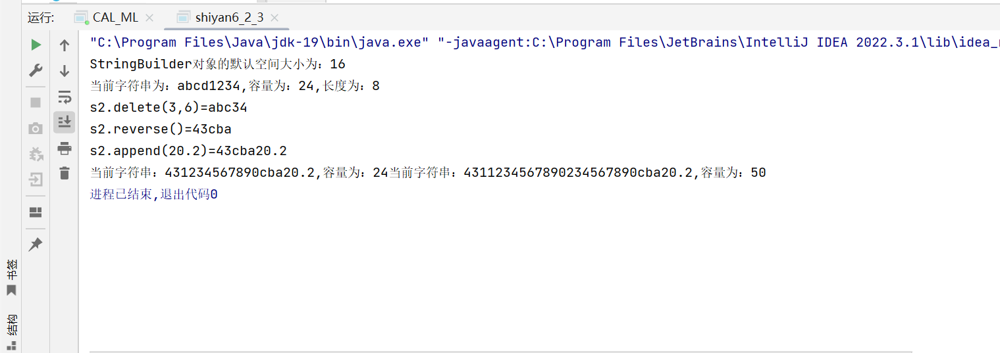 运行: CAL_ML shiyan6_2_3
"C:\Program Files\Java\jdk-19\bin\java.exe" "-javaagent:C:\Program Files\JetBrains\IntelliJ IDEA 2022.3.1\lib\idea_
StringBuilder对象的默认空间大小为：16
当前字符串为：abcd1234,容量为：24,长度为：8
s2.delete(3,6)=abc34
s2.reverse()=43cba
s2.append(20.2)=43cba20.2
当前字符串：431234567890cba20.2,容量为：24当前字符串：4311234567890234567890cba20.2,容量为：50
进程已结束,退出代码0
书签
结构